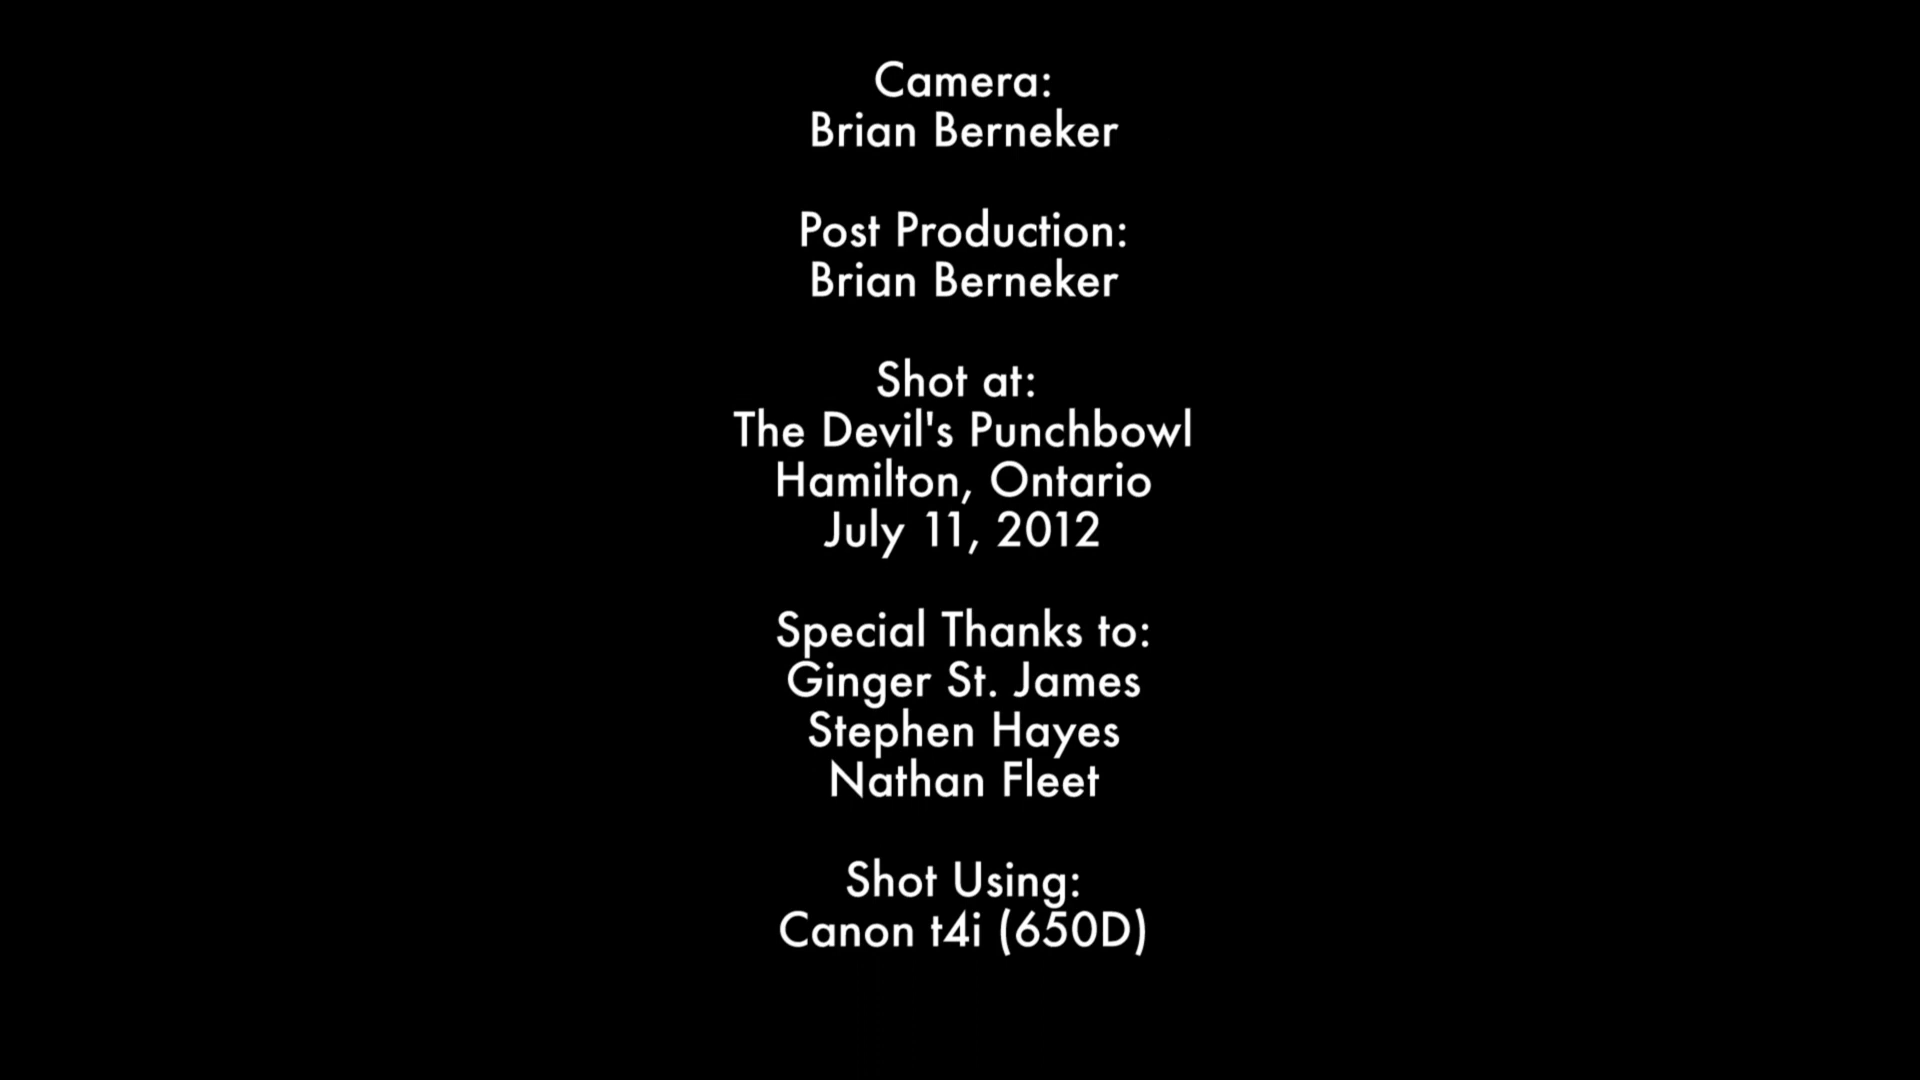 Camera:
Brian Berneker
Post Production:
Brian Berneker
Shot at:
The Devil's Punchbowl
Hamilton, Ontario
July 11, 2012
Special Thanks to:
Ginger St. James
Stephen Hayes
Nathan Fleet
Shot Using:
Canon t4i (650D)